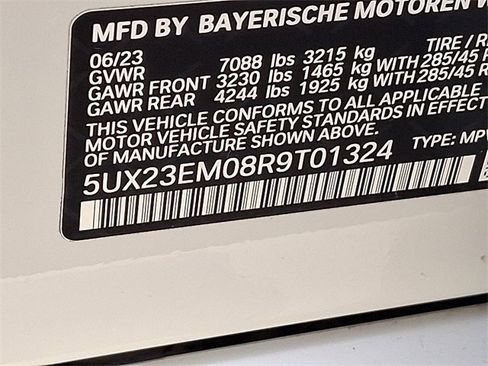 MFD BY BAYERISCHE MOTOREN
06/23 TIRE /
GVWR 7088 lbs 3215 kg
GAWR FRONT 3230 lbs 1465 kg WITH 285/45
GAWR REAR 4244 lbs 1925 kg WITH 285/45
THIS VEHICLE CONFORMS TO ALL APPLICABLE
MOTOR VEHICLE SAFETY STANDARDS IN EFFECT
OF MANUFACTURE SHOWN ABOVE. TYPE: MPV
5UX23EM08R9T01324